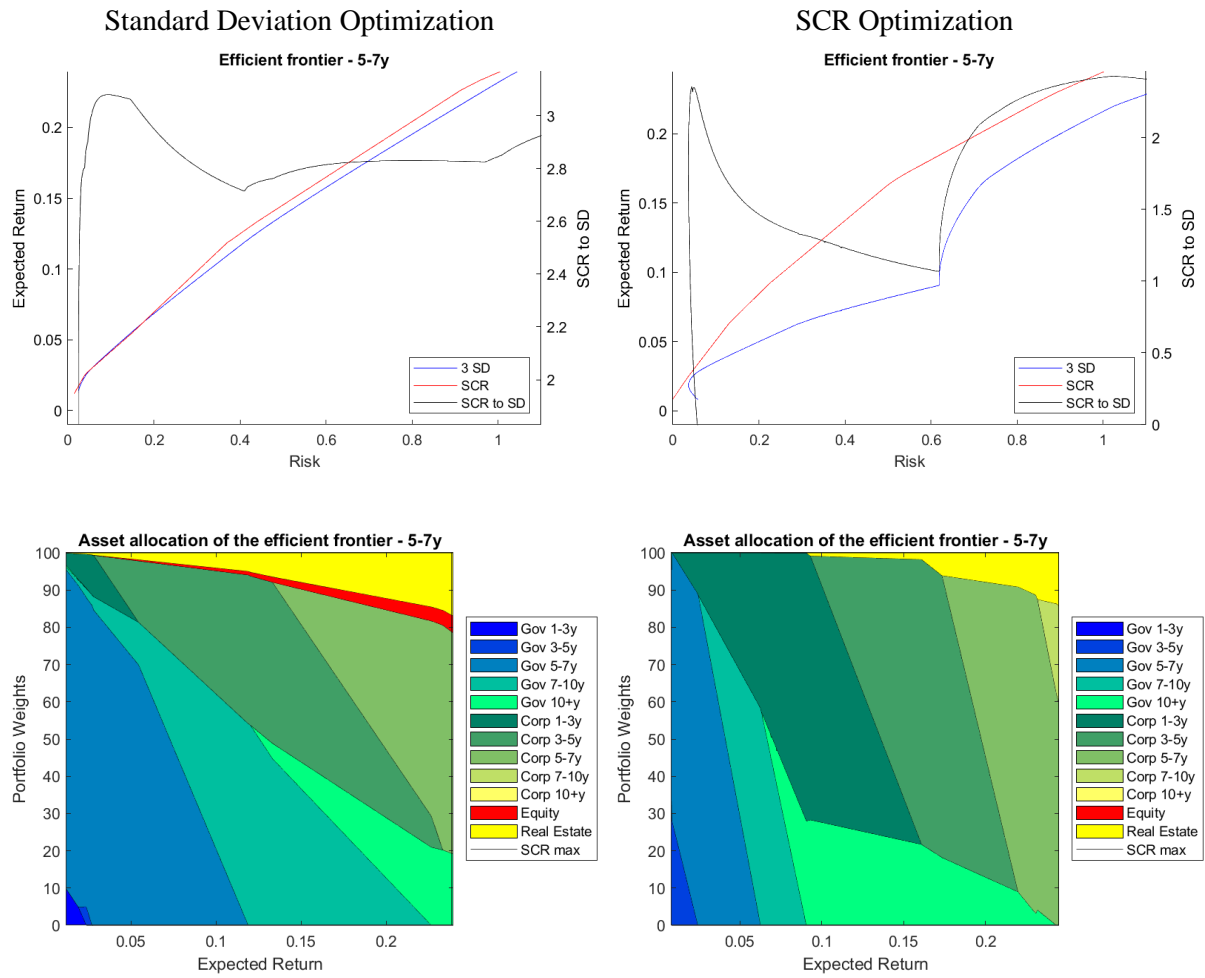 Standard Deviation Optimization
SCR Optimization
Efficient frontier - 5-7y
Expected Return
0.2
0.15
0.1
0.05
0
3
2.8
2.6
2.4
2.2
2
SCR to SD
3 SD
SCR
SCR to SD
0 0.2 0.4 0.6 0.8 1
Risk
Efficient frontier - 5-7y
Expected Return
0.2
0.15
0.1
0.05
0
2
1.5
1
0.5
0
SCR to SD
3 SD
SCR
SCR to SD
0 0.2 0.4 0.6 0.8 1
Risk
Asset allocation of the efficient frontier - 5-7y
Portfolio Weights
100
90
80
70
60
50
40
30
20
10
0
0.05 0.1 0.15 0.2
Expected Return
Gov 1-3y
Gov 3-5y
Gov 5-7y
Gov 7-10y
Gov 10+y
Corp 1-3y
Corp 3-5y
Corp 5-7y
Corp 7-10y
Corp 10+y
Equity
Real Estate
SCR max
Asset allocation of the efficient frontier - 5-7y
Portfolio Weights
100
90
80
70
60
50
40
30
20
10
0
0.05 0.1 0.15 0.2
Expected Return
Gov 1-3y
Gov 3-5y
Gov 5-7y
Gov 7-10y
Gov 10+y
Corp 1-3y
Corp 3-5y
Corp 5-7y
Corp 7-10y
Corp 10+y
Equity
Real Estate
SCR max